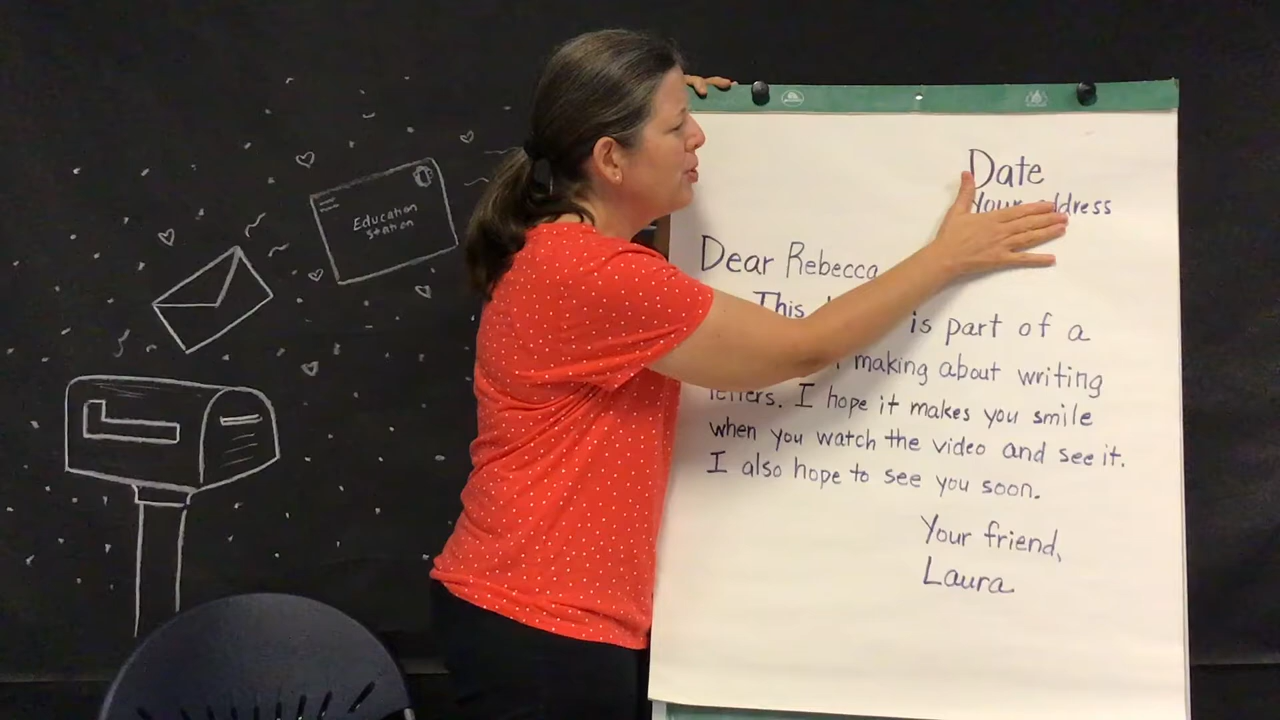 Education
Station
Date
Your address
Dear Rebecca
This is part of a
making about writing
letters. I hope it makes you smile
when you watch the video and see it.
I also hope to see you soon.
Your friend,
Laura